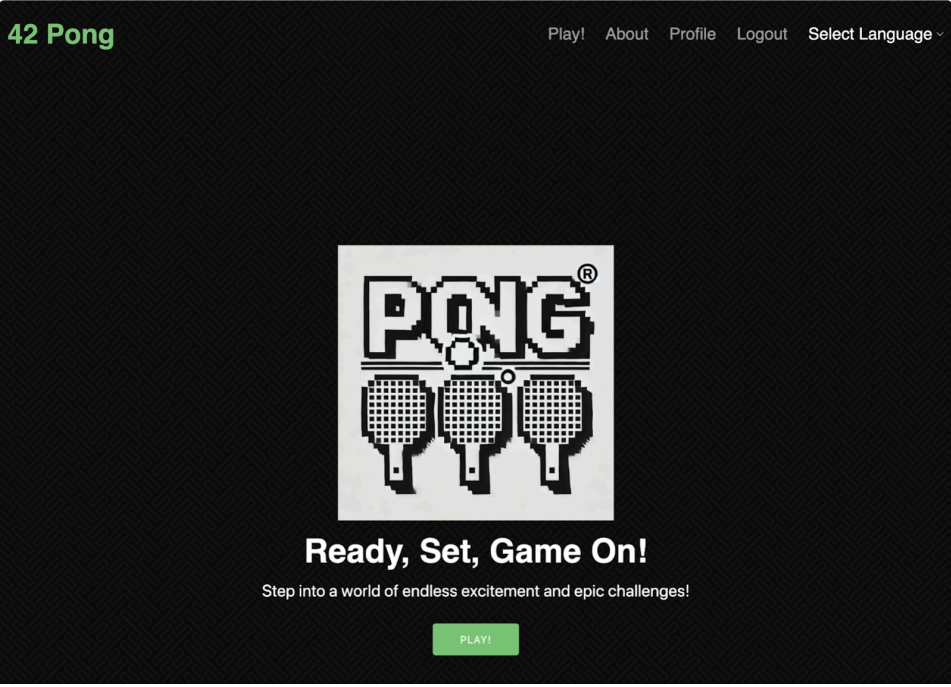 42 Pong
Play! About Profile Logout Select Language
PONG®
Ready, Set, Game On!
Step into a world of endless excitement and epic challenges!
PLAY!